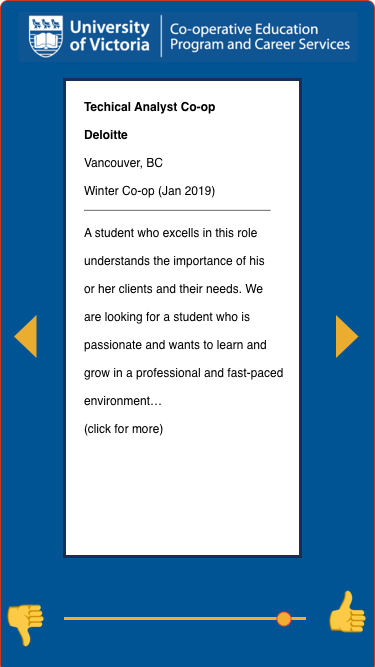 University
of Victoria
Co-operative Education
Program and Career Services
Techical Analyst Co-op
Deloitte
Vancouver, BC
Winter Co-op (Jan 2019)
A student who excells in this role
understands the importance of his
or her clients and their needs. We
are looking for a student who is
passionate and wants to learn and
grow in a professional and fast-paced
environment…
(click for more)